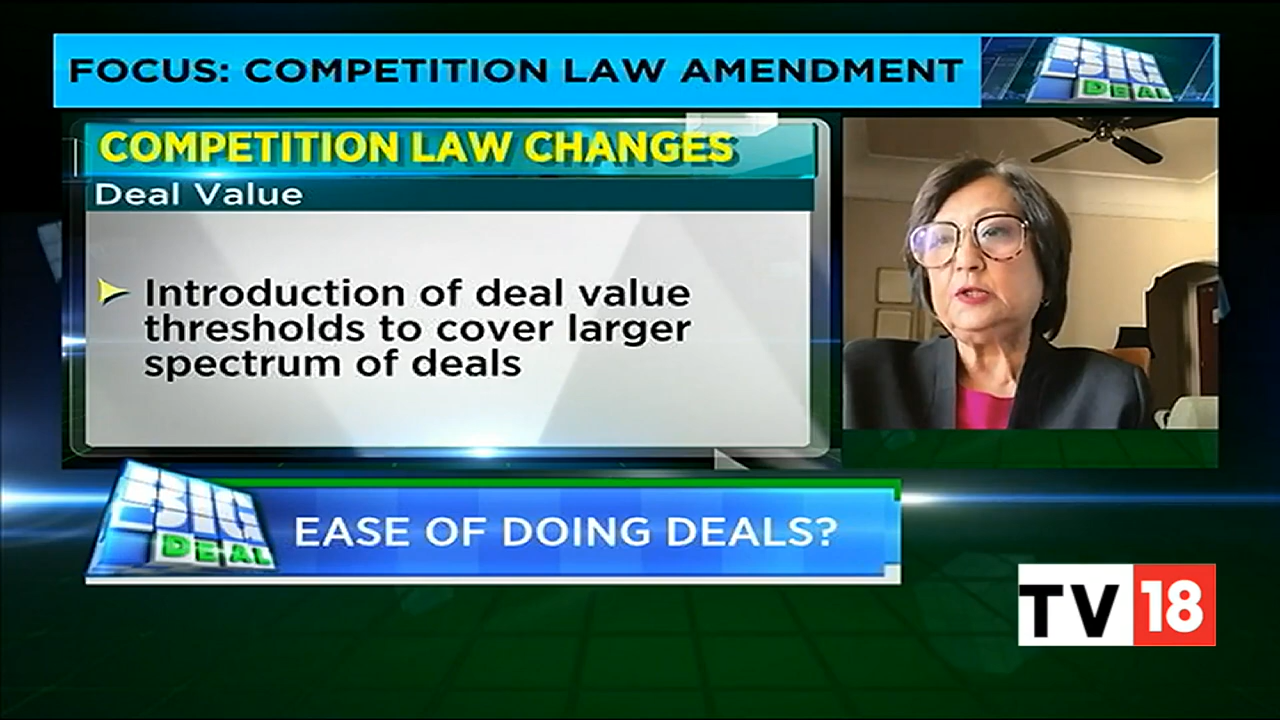 FOCUS: COMPETITION LAW AMENDMENT
BIG
DEAL
COMPETITION LAW CHANGES
Deal Value
Introduction of deal value
thresholds to cover larger
spectrum of deals
BIG
DEAL
EASE OF DOING DEALS?
TV18